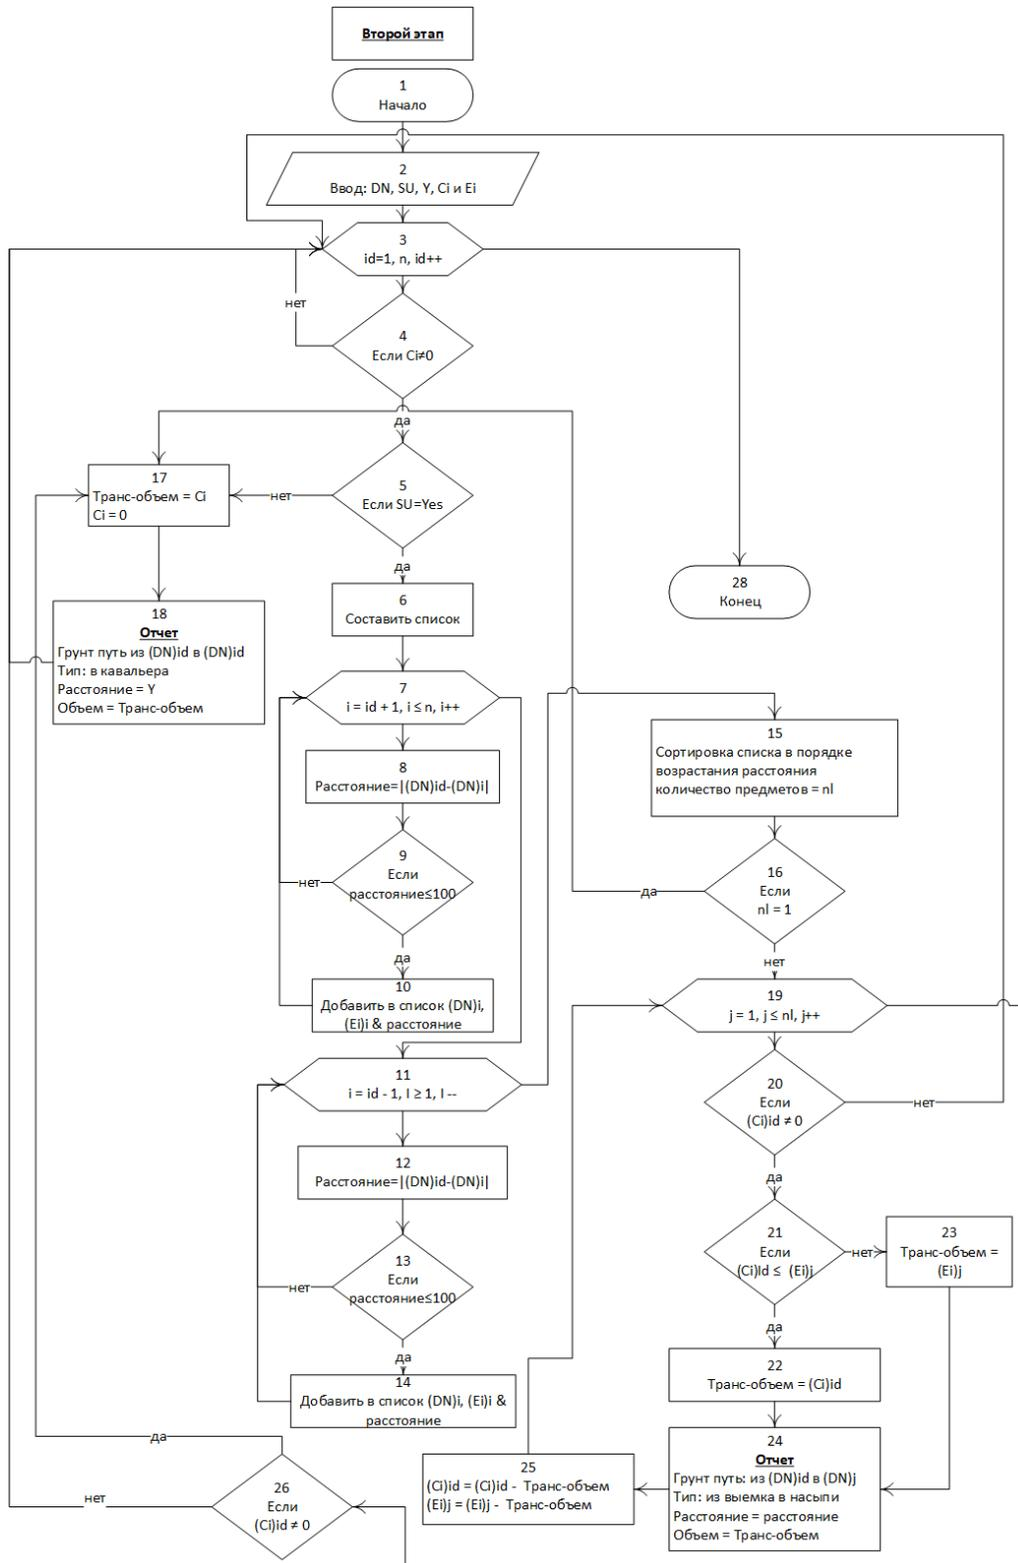 Второй этап
1
Начало
2
Ввод: DN, SU, Y, Ci и Ei
3
id=1, n, id++
нет
4
Если Ci≠0
да
17
Транс-объем = Ci
Ci = 0
нет
5
Если SU=Yes
да
28
Конец
6
Составить список
18
Отчет
Грунт путь из (DN)id в (DN)id
Тип: в кавальера
Расстояние = Y
Объем = Транс-объем
7
i = id + 1, i ≤ n, i++
15
Сортировка списка в порядке
возрастания расстояния
количество предметов = nl
8
Расстояние=|(DN)id-(DN)i|
9
Если
расстояние≤100
нет
да
16
Если
nl = 1
да
нет
10
Добавить в список (DN)i,
(Ei)i & расстояние
19
j = 1, j ≤ nl, j++
11
i = id - 1, I ≥ 1, I --
20
Если
(Ci)id ≠ 0
нет
да
12
Расстояние=|(DN)id-(DN)i|
13
Если
расстояние≤100
нет
да
21
Если
(Ci)Id ≤ (Ei)j
нет
да
23
Транс-объем =
(Ei)j
22
Транс-объем = (Ci)id
14
Добавить в список (DN)i, (Ei)i &
расстояние
24
Отчет
Грунт путь: из (DN)id в (DN)j
Тип: из выемка в насыпи
Расстояние = расстояние
Объем = Транс-объем
25
(Ci)id = (Ci)id - Транс-объем
(Ei)j = (Ei)j - Транс-объем
да
26
Если
(Ci)id ≠ 0
нет